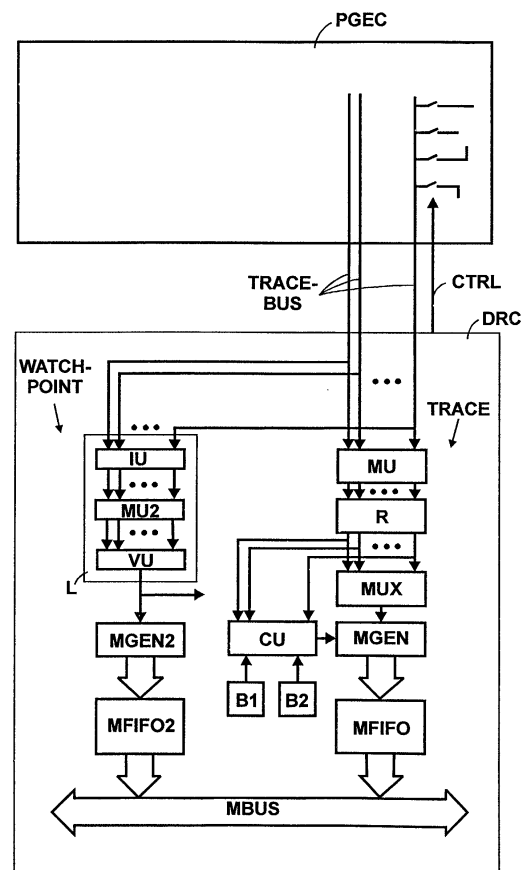 PGEC
TRACE-
BUS
CTRL
DRC
WATCH-
POINT
TRACE
IU
MU
MU2
R
VU
L
MUX
MGEN2
CU
MGEN
B1
B2
MFIFO2
MFIFO
MBUS